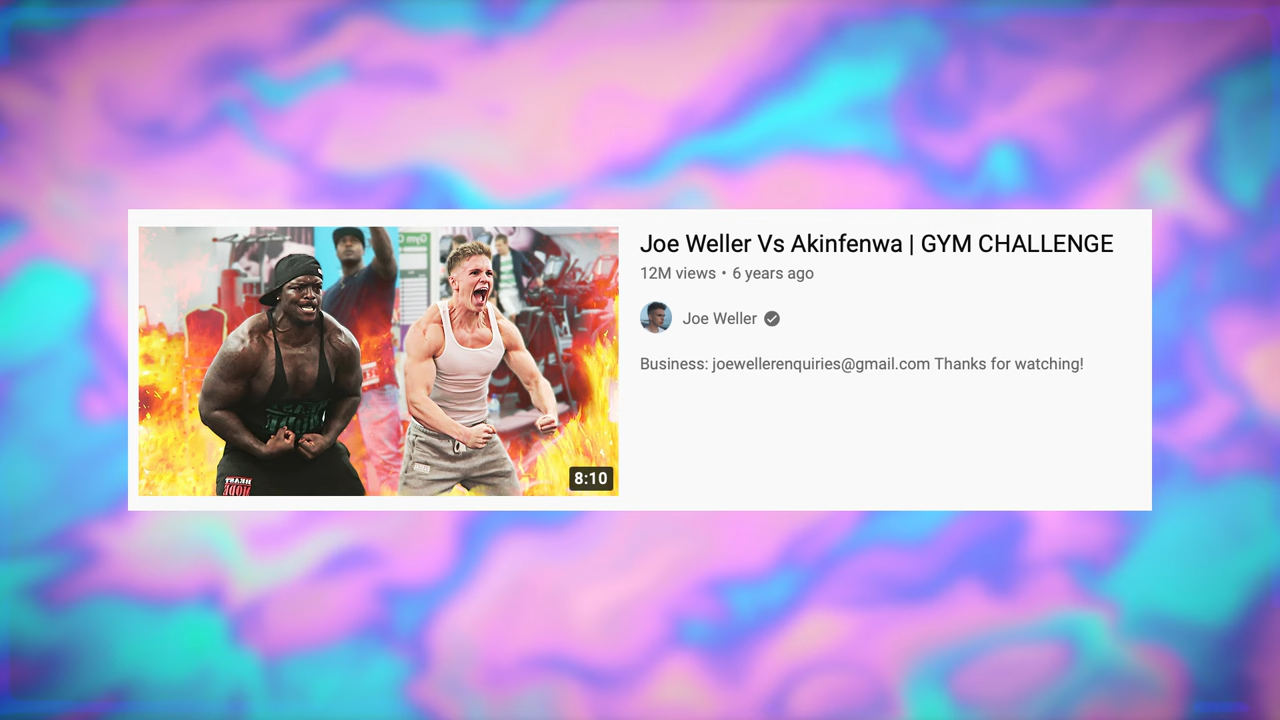 Joe Weller Vs Akinfenwa | GYM CHALLENGE
12M views • 6 years ago
Joe Weller
Business: joewellerenquiries@gmail.com Thanks for watching!
8:10